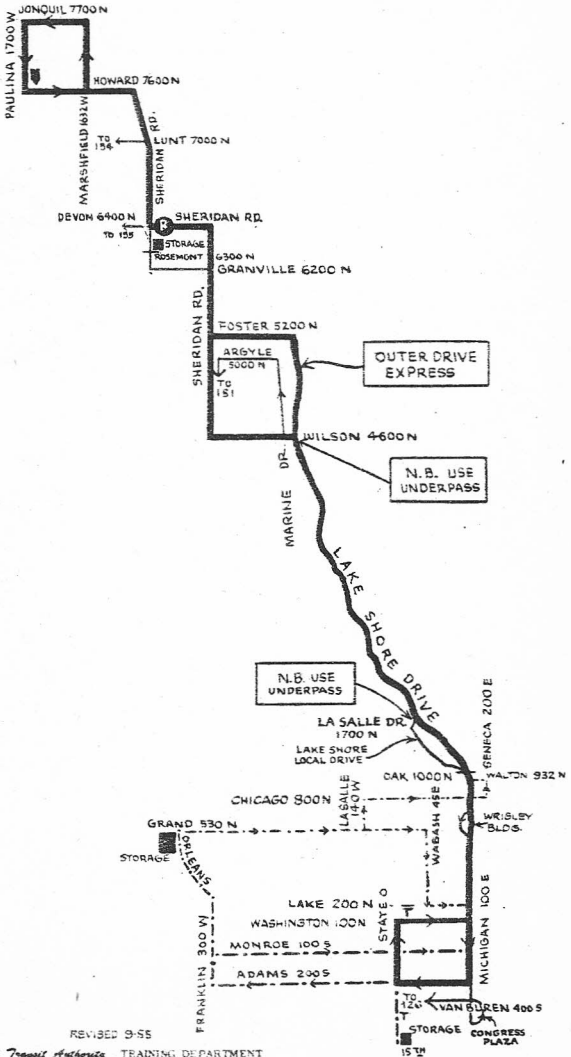 JONQUIL 7700 N
PAULINA 1700 W
HOWARD 7600 N
MARSHFIELD 1632 W
SHERIDAN RD.
TO 154
LUNT 7000 N
DEVON 6400 N
TO 155
R
SHERIDAN RD.
STORAGE
ROSEMONT 6300 N
GRANVILLE 6200 N
SHERIDAN RD.
FOSTER 5200 N
ARGYLE
5000 N
TO
151
OUTER DRIVE
EXPRESS
WILSON 4600 N
MARINE DR.
N.B. USE
UNDERPASS
LAKE SHORE DRIVE
N.B. USE
UNDERPASS
LA SALLE DR.
1700 N
LAKE SHORE
LOCAL DRIVE
SENECA 200 E
OAK 1000 N
WALTON 932 N
CHICAGO 800 N
LA SALLE
140 W
WABASH 45 E
WRIGLEY
BLDG.
GRAND 530 N
STORAGE
ORLEANS
LAKE 200 N
STATE 0
T
WASHINGTON 100 N
MICHIGAN 100 E
MONROE 100 S
FRANKLIN 300 W
ADAMS 200 S
TO
126
VAN BUREN 400 S
T
STORAGE
CONGRESS
PLAZA
15TH
REVISED 9-55
Transit Authority TRAINING DEPARTMENT